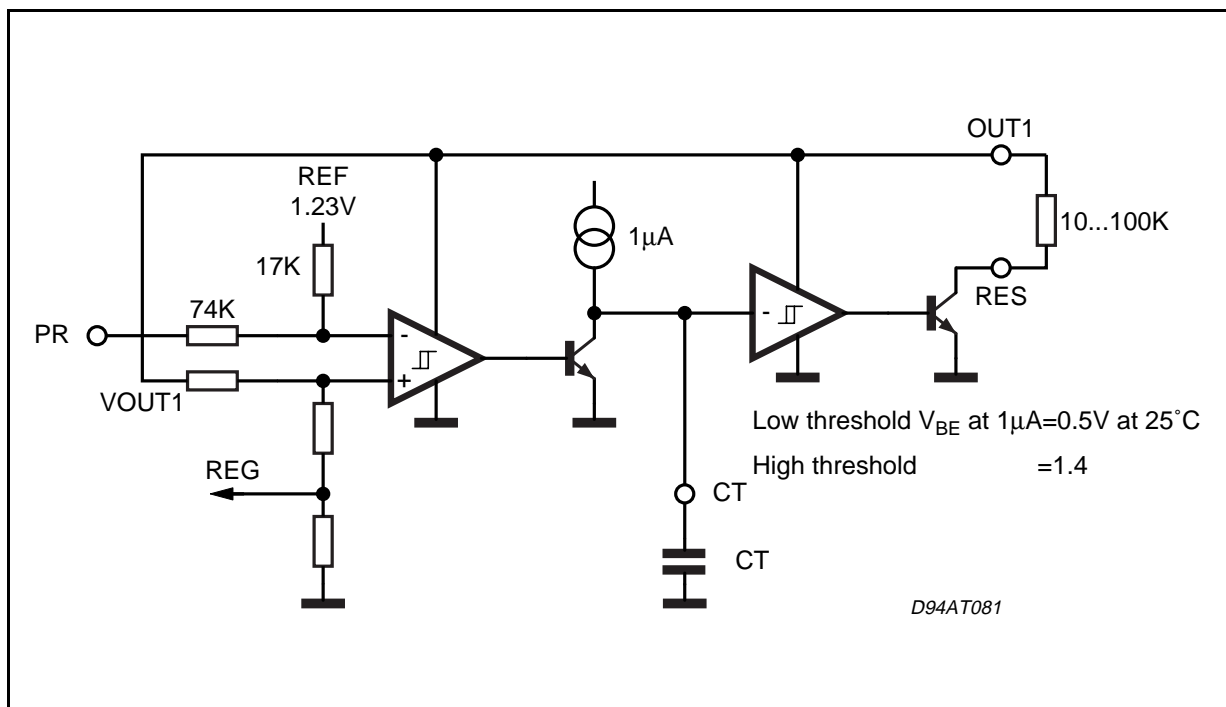 OUT1
REF
1.23V
1μA
10...100K
17K
RES
74K
PR
-
-
+
VOUT1
Low threshold VBE at 1μA=0.5V at 25˚C
REG
High threshold =1.4
CT
CT
D94AT081